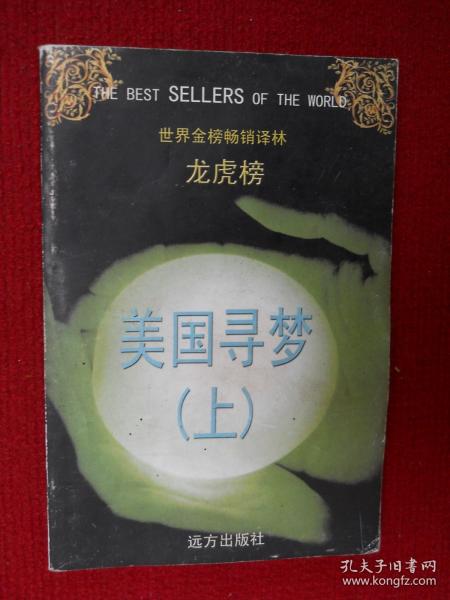 THE BEST SELLERS OF THE WORLD
世界金榜畅销译林
龙虎榜
美国寻梦
(上)
远方出版社
孔夫子旧书网
www.kongfz.com